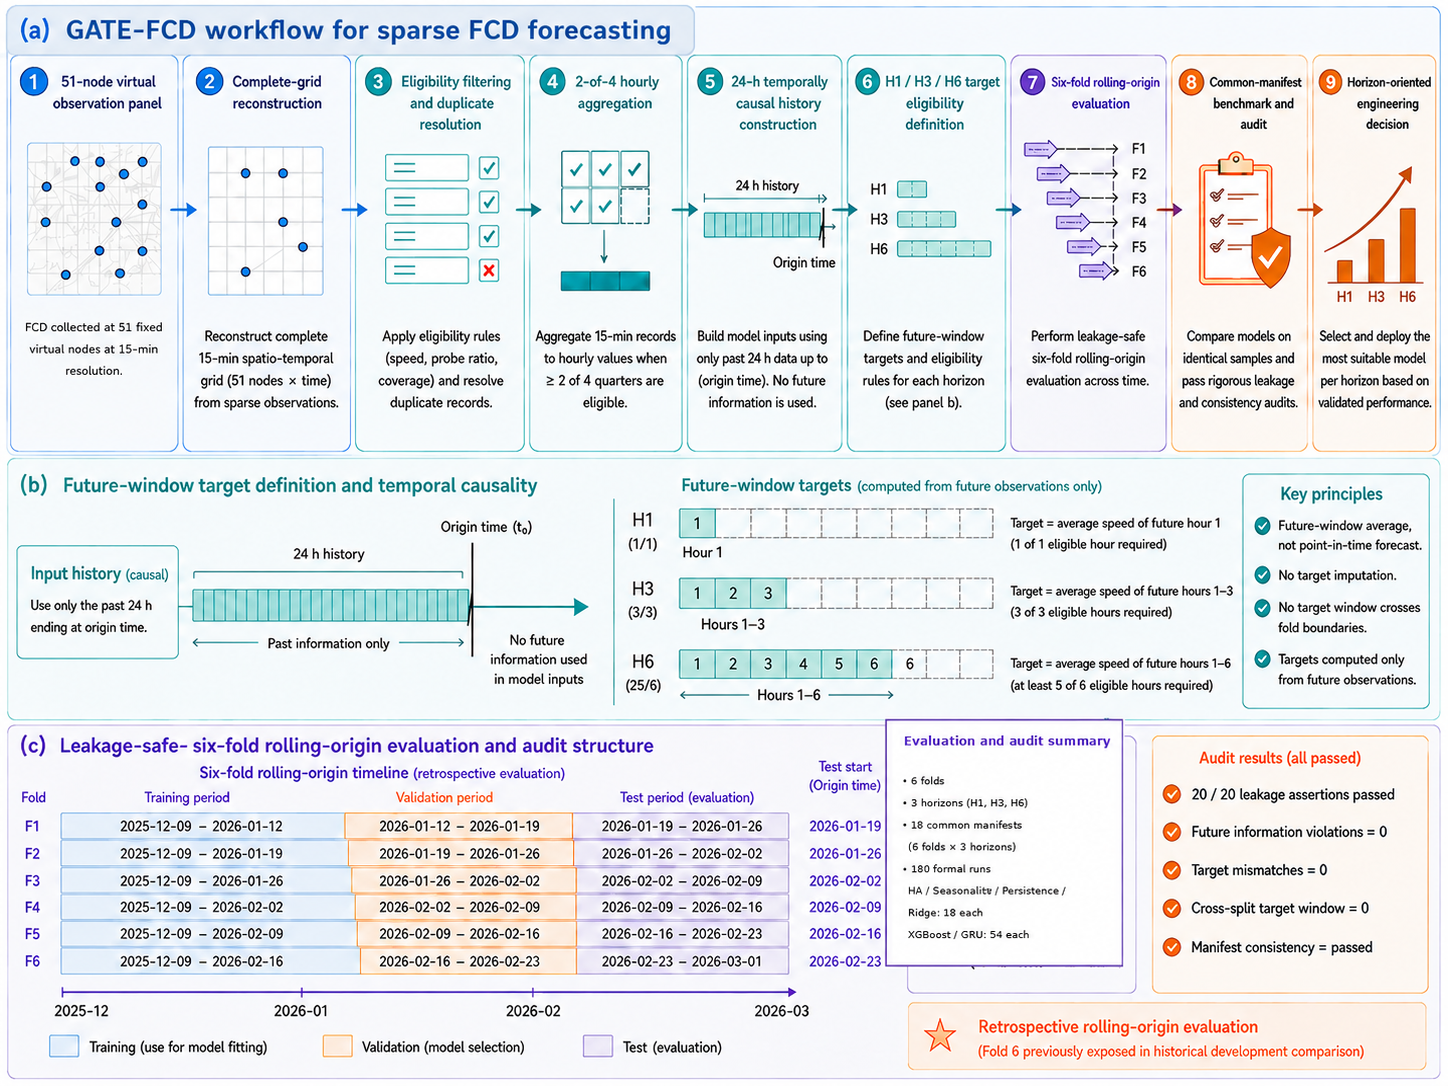 (a) GATE-FCD workflow for sparse FCD forecasting
1 51-node virtual
observation panel
FCD collected at 51 fixed
virtual nodes at 15-min
resolution.
2 Complete-grid
reconstruction
Reconstruct complete
15-min spatio-temporal
grid (51 nodes × time)
from sparse observations.
3 Eligibility filtering
and duplicate
resolution
Apply eligibility rules
(speed, probe ratio,
coverage) and resolve
duplicate records.
4 2-of-4 hourly
aggregation
Aggregate 15-min records
to hourly values when
≥ 2 of 4 quarters are
eligible.
5 24-h temporally
causal history
construction
24 h history
Origin time
Build model inputs using
only past 24 h data up to
(origin time). No future
information is used.
6 H1 / H3 / H6 target
eligibility
definition
H1
H3
H6
Define future-window
targets and eligibility
rules for each horizon
(see panel b).
7 Six-fold rolling-origin
evaluation
F1
F2
F3
F4
F5
F6
Perform leakage-safe
six-fold rolling-origin
evaluation across time.
8 Common-manifest
benchmark and
audit
Compare models on
identical samples and
pass rigorous leakage
and consistency audits.
9 Horizon-oriented
engineering
decision
H1 H3 H6
Select and deploy the
most suitable model
per horizon based on
validated performance.
(b) Future-window target definition and temporal causality
Input history (causal)
Use only the past 24 h
ending at origin time.
24 h history
Past information only
Origin time (t₀)
No future
information used
in model inputs
Future-window targets (computed from future observations only)
H1
(1/1)
1
Hour 1
Target = average speed of future hour 1
(1 of 1 eligible hour required)
H3
(3/3)
1 2 3
Hours 1–3
Target = average speed of future hours 1–3
(3 of 3 eligible hours required)
H6
(25/6)
1 2 3 4 5 6 6
Hours 1–6
Target = average speed of future hours 1–6
(at least 5 of 6 eligible hours required)
Key principles
Future-window average,
not point-in-time forecast.
No target imputation.
No target window crosses
fold boundaries.
Targets computed only
from future observations.
(c) Leakage-safe- six-fold rolling-origin evaluation and audit structure
Six-fold rolling-origin timeline (retrospective evaluation)
Test start
(Origin time)
Fold Training period Validation period Test period (evaluation)
F1 2025-12-09 – 2026-01-12 2026-01-12 – 2026-01-19 2026-01-19 – 2026-01-26 2026-01-19
F2 2025-12-09 – 2026-01-19 2026-01-19 – 2026-01-26 2026-01-26 – 2026-02-02 2026-01-26
F3 2025-12-09 – 2026-01-26 2026-01-26 – 2026-02-02 2026-02-02 – 2026-02-09 2026-02-02
F4 2025-12-09 – 2026-02-02 2026-02-02 – 2026-02-09 2026-02-09 – 2026-02-16 2026-02-09
F5 2025-12-09 – 2026-02-09 2026-02-09 – 2026-02-16 2026-02-16 – 2026-02-23 2026-02-16
F6 2025-12-09 – 2026-02-16 2026-02-16 – 2026-02-23 2026-02-23 – 2026-03-01 2026-02-23
2025-12 2026-01 2026-02 2026-03
Training (use for model fitting) Validation (model selection) Test (evaluation)
Evaluation and audit summary
• 6 folds
• 3 horizons (H1, H3, H6)
• 18 common manifests
(6 folds × 3 horizons)
• 180 formal runs
HA / Seasonality / Persistence /
Ridge: 18 each
XGBoost / GRU: 54 each
Audit results (all passed)
20 / 20 leakage assertions passed
Future information violations = 0
Target mismatches = 0
Cross-split target window = 0
Manifest consistency = passed
Retrospective rolling-origin evaluation
(Fold 6 previously exposed in historical development comparison)